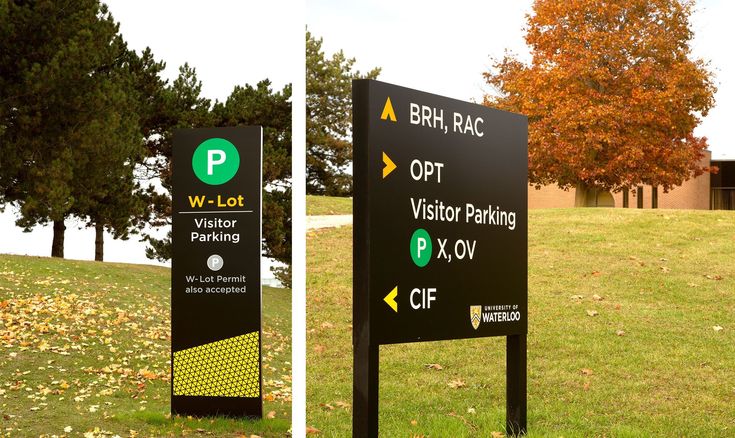 P
W-Lot
Visitor
Parking
P
W-Lot Permit
also accepted
BRH, RAC
OPT
Visitor Parking
P X, OV
CIF
UNIVERSITY OF
WATERLOO